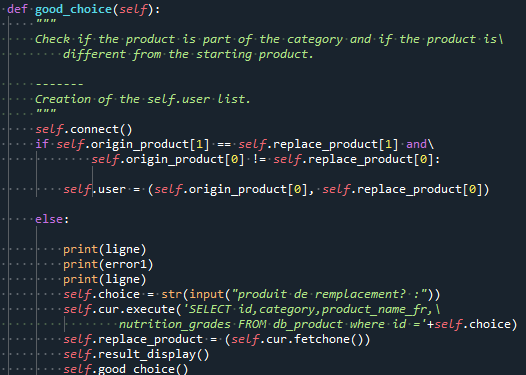 def good_choice(self):
"""
Check if the product is part of the category and if the product is\
different from the starting product.
-------
Creation of the self.user list.
"""
self.connect()
if self.origin_product[1] == self.replace_product[1] and\
self.origin_product[0] != self.replace_product[0]:
self.user = (self.origin_product[0], self.replace_product[0])
else:
print(ligne)
print(error1)
print(ligne)
self.choice = str(input("produit de remplacement? :"))
self.cur.execute('SELECT id,category,product_name_fr,\
nutrition_grades FROM db_product where id ='+self.choice)
self.replace_product = (self.cur.fetchone())
self.result_display()
self.good_choice()